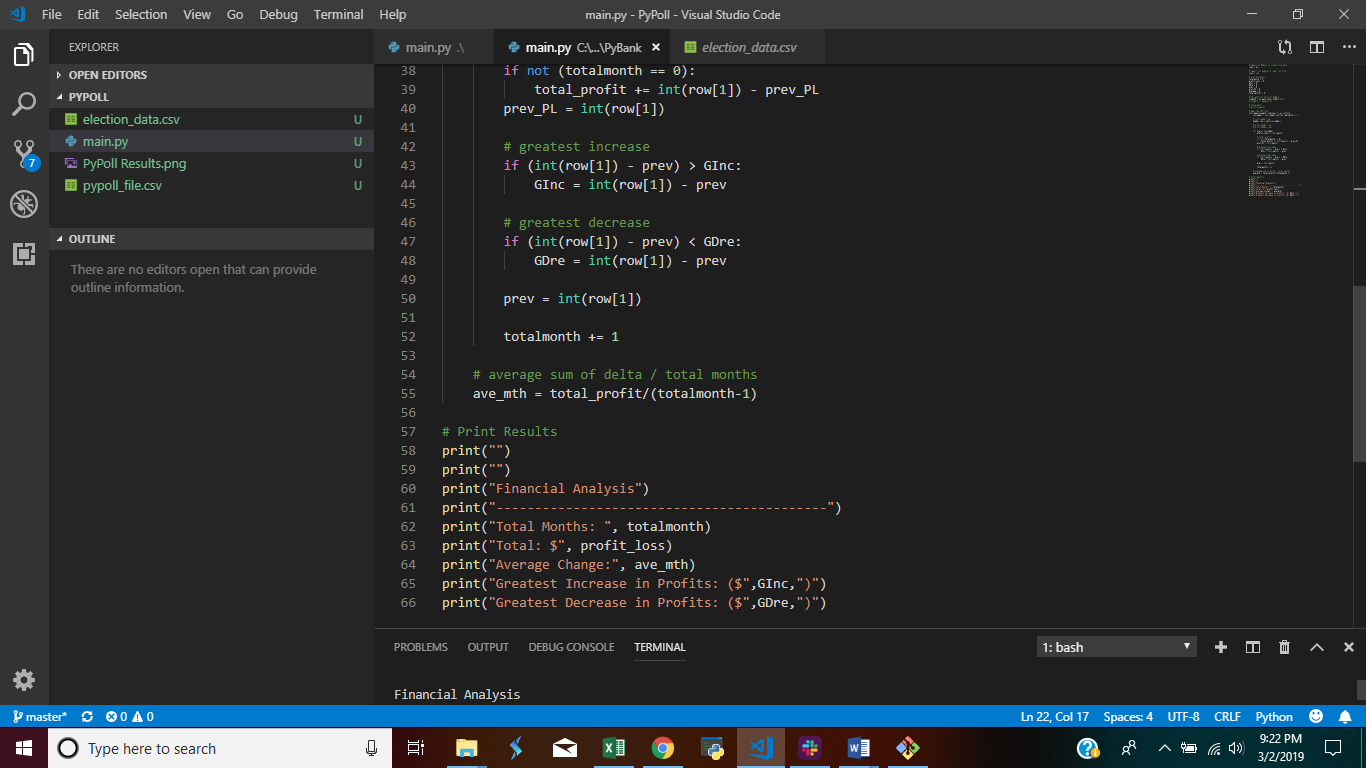 File Edit Selection View Go Debug Terminal Help
main.py - PyPoll - Visual Studio Code
EXPLORER
OPEN EDITORS
PYPOLL
election_data.csv U
main.py U
PyPoll Results.png U
pypoll_file.csv U
OUTLINE
There are no editors open that can provide
outline information.
7
main.py .\
main.py C:\...\PyBank
election_data.csv
38 if not (totalmonth == 0):
39 total_profit += int(row[1]) - prev_PL
40 prev_PL = int(row[1])
41
42 # greatest increase
43 if (int(row[1]) - prev) > GInc:
44 GInc = int(row[1]) - prev
45
46 # greatest decrease
47 if (int(row[1]) - prev) < GDre:
48 GDre = int(row[1]) - prev
49
50 prev = int(row[1])
51
52 totalmonth += 1
53
54 # average sum of delta / total months
55 ave_mth = total_profit/(totalmonth-1)
56
57 # Print Results
58 print("")
59 print("")
60 print("Financial Analysis")
61 print("-------------------------------------------")
62 print("Total Months: ", totalmonth)
63 print("Total: $", profit_loss)
64 print("Average Change:", ave_mth)
65 print("Greatest Increase in Profits: ($",GInc,")")
66 print("Greatest Decrease in Profits: ($",GDre,")")
PROBLEMS OUTPUT DEBUG CONSOLE TERMINAL
1: bash
Financial Analysis
master* 0 0
Ln 22, Col 17 Spaces: 4 UTF-8 CRLF Python
Type here to search
9:22 PM
3/2/2019